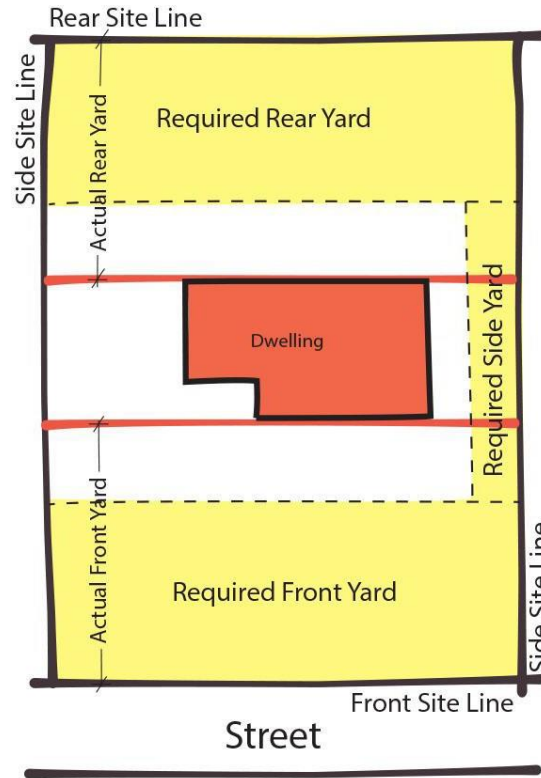 Rear Site Line
Side Site Line
Required Rear Yard
Actual Rear Yard
Dwelling
Required Side Yard
Actual Front Yard
Required Front Yard
Side Site Line
Front Site Line
Street